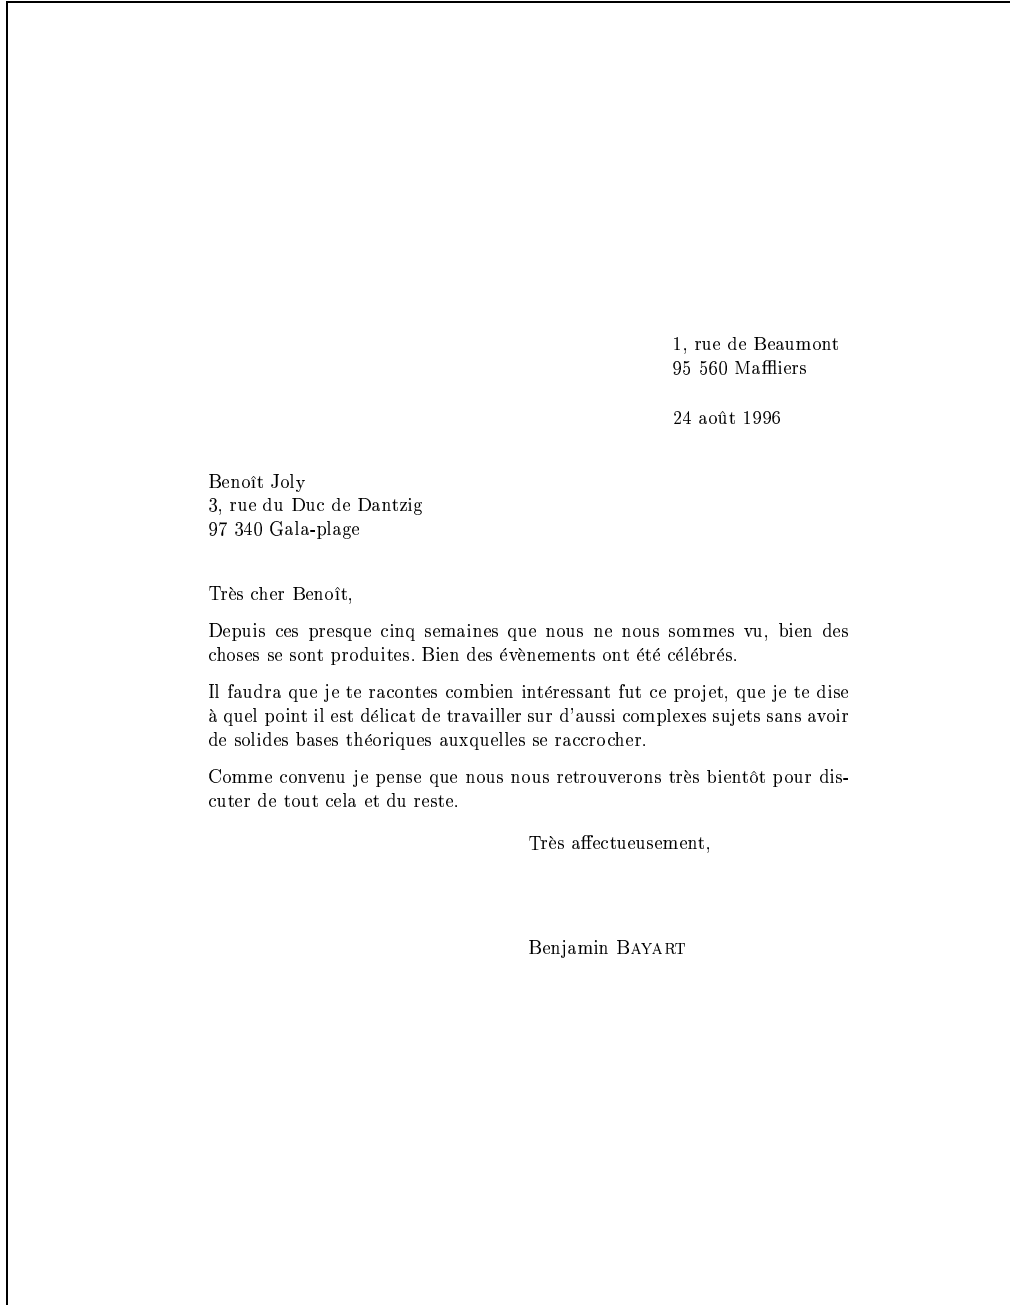 1, rue de Beaumont
95 560 Maffliers
24 août 1996
Benoît Joly
3, rue du Duc de Dantzig
97 340 Gala-plage
Très cher Benoît,
Depuis ces presque cinq semaines que nous ne nous sommes vu, bien des
choses se sont produites. Bien des évènements ont été célébrés.
Il faudra que je te racontes combien intéressant fut ce projet, que je te dise
à quel point il est délicat de travailler sur d'aussi complexes sujets sans avoir
de solides bases théoriques auxquelles se raccrocher.
Comme convenu je pense que nous nous retrouverons très bientôt pour dis-
cuter de tout cela et du reste.
Très affectueusement,
Benjamin BAYART